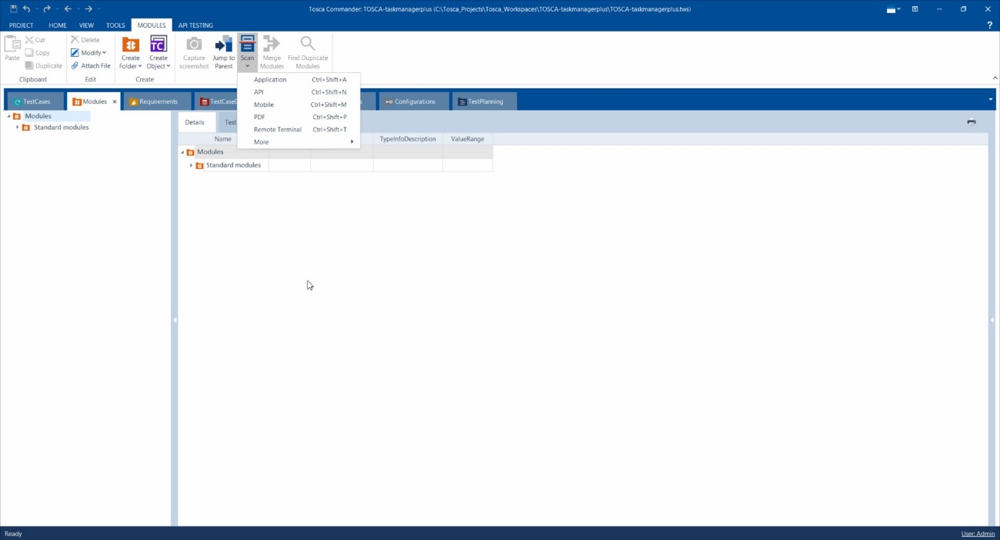 Tosca Commander: TOSCA-taskmanagerplus (C:\Tosca_Projects\Tosca_Workspaces\TOSCA-taskmanagerplus\TOSCA-taskmanagerplus.tws)
PROJECT HOME VIEW TOOLS MODULES API TESTING ?
Paste Cut Copy Duplicate
Delete Modify Attach File
TC
Create Folder Create Object
Capture screenshot Jump to Parent Scan Merge Modules Find Duplicate Modules
Clipboard Edit Create
Application Ctrl+Shift+A
API Ctrl+Shift+N
Mobile Ctrl+Shift+M
PDF Ctrl+Shift+P
Remote Terminal Ctrl+Shift+T
More
TestCases Modules Requirements Configurations TestPlanning
Modules
Standard modules
Details Test
Name TypeInfoDescription ValueRange
Modules
Standard modules
Ready User: Admin